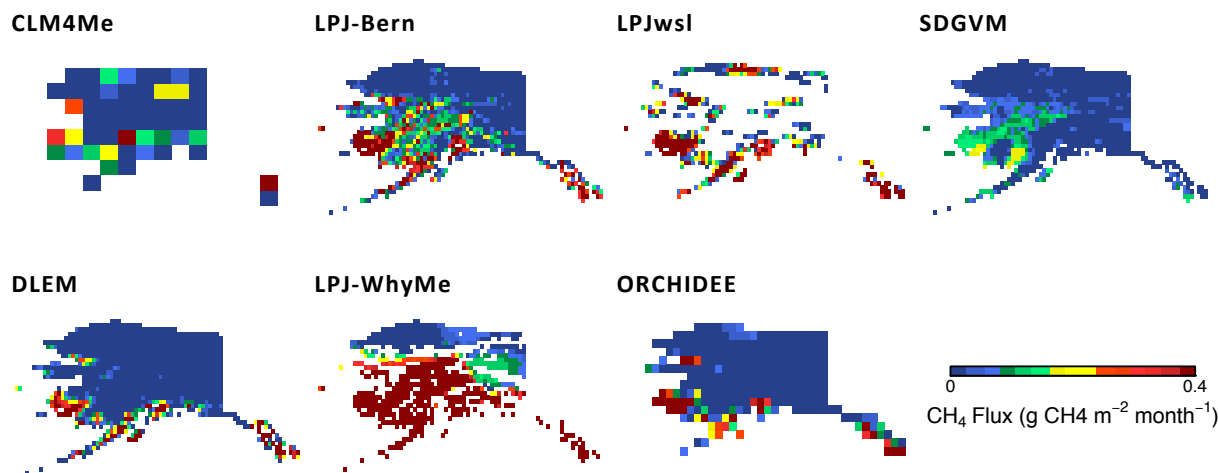 CLM4Me LPJ-Bern LPJwsl SDGVM
DLEM LPJ-WhyMe ORCHIDEE
0 0.4
CH₄ Flux (g CH4 m⁻² month⁻¹)